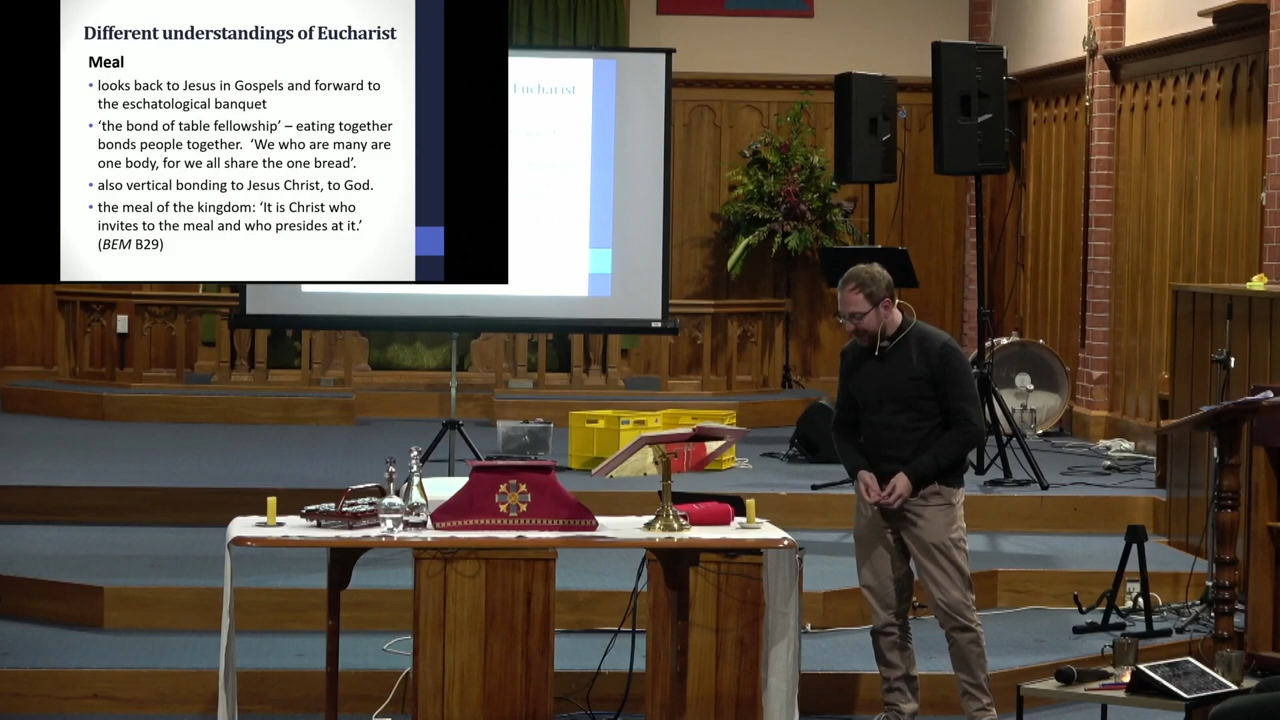 Different understandings of Eucharist
Meal
• looks back to Jesus in Gospels and forward to
the eschatological banquet
• ‘the bond of table fellowship’ – eating together
bonds people together. ‘We who are many are
one body, for we all share the one bread’.
• also vertical bonding to Jesus Christ, to God.
• the meal of the kingdom: ‘It is Christ who
invites to the meal and who presides at it.’
(BEM B29)
Eucharist